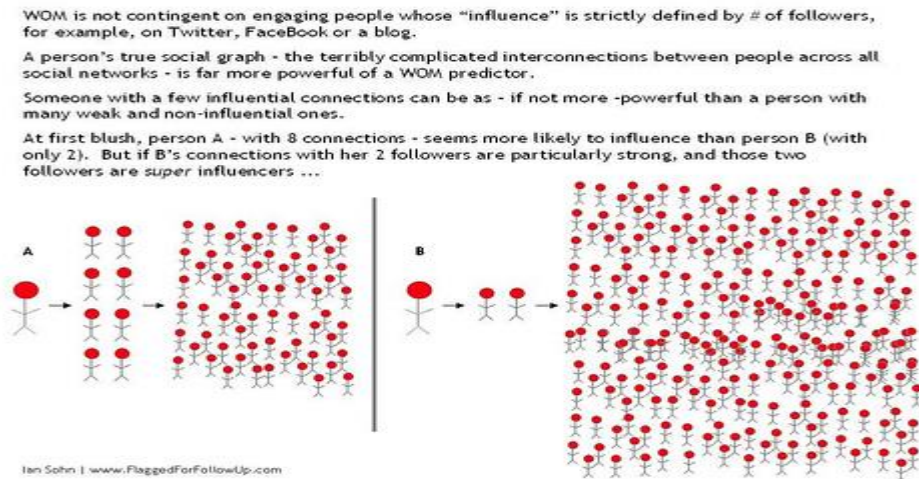 WOM is not contingent on engaging people whose “influence” is strictly defined by # of followers,
for example, on Twitter, FaceBook or a blog.
A person’s true social graph - the terribly complicated interconnections between people across all
social networks - is far more powerful of a WOM predictor.
Someone with a few influential connections can be as - if not more -powerful than a person with
many weak and non-influential ones.
At first blush, person A - with 8 connections - seems more likely to influence than person B (with
only 2). But if B’s connections with her 2 followers are particularly strong, and those two
followers are super influencers ...
A
B
Ian Sohn | www.FlaggedForFollowUp.com